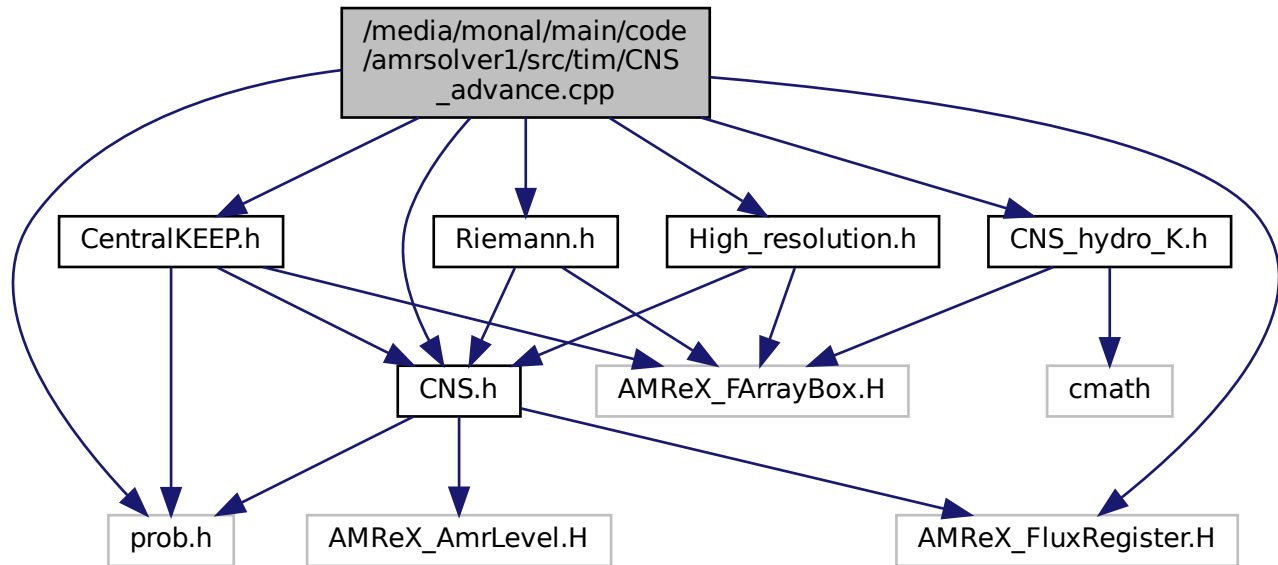 /media/monal/main/code
/amrsolver1/src/tim/CNS
_advance.cpp
CentralKEEP.h
Riemann.h
High_resolution.h
CNS_hydro_K.h
CNS.h
AMReX_FArrayBox.H
cmath
prob.h
AMReX_AmrLevel.H
AMReX_FluxRegister.H